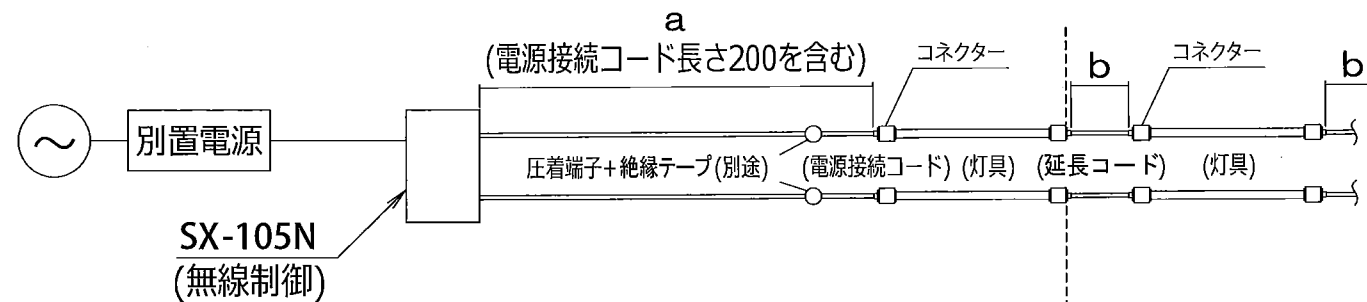 a
(電源接続コード長さ200を含む)
コネクター
b
コネクター
b
～
別置電源
圧着端子+絶縁テープ(別途)
(電源接続コード)
(灯具)
(延長コード)
(灯具)
SX-105N
(無線制御)